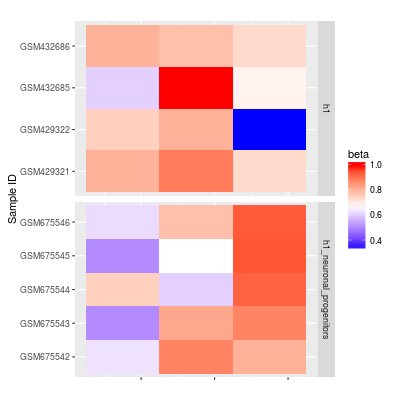 Sample ID
GSM432686
GSM432685
GSM429322
GSM429321
h1
GSM675546
GSM675545
GSM675544
GSM675543
GSM675542
h1_neuronal_progenitors
beta
1.0
0.8
0.6
0.4